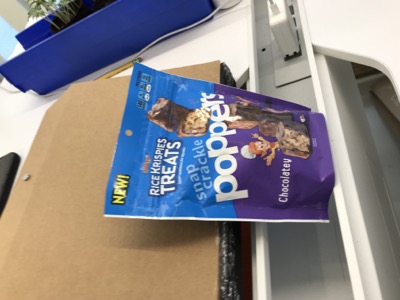 NEW!
Kellogg's
RICE KRISPIES
TREATS
snap
crackle
poppers
Chocolatey